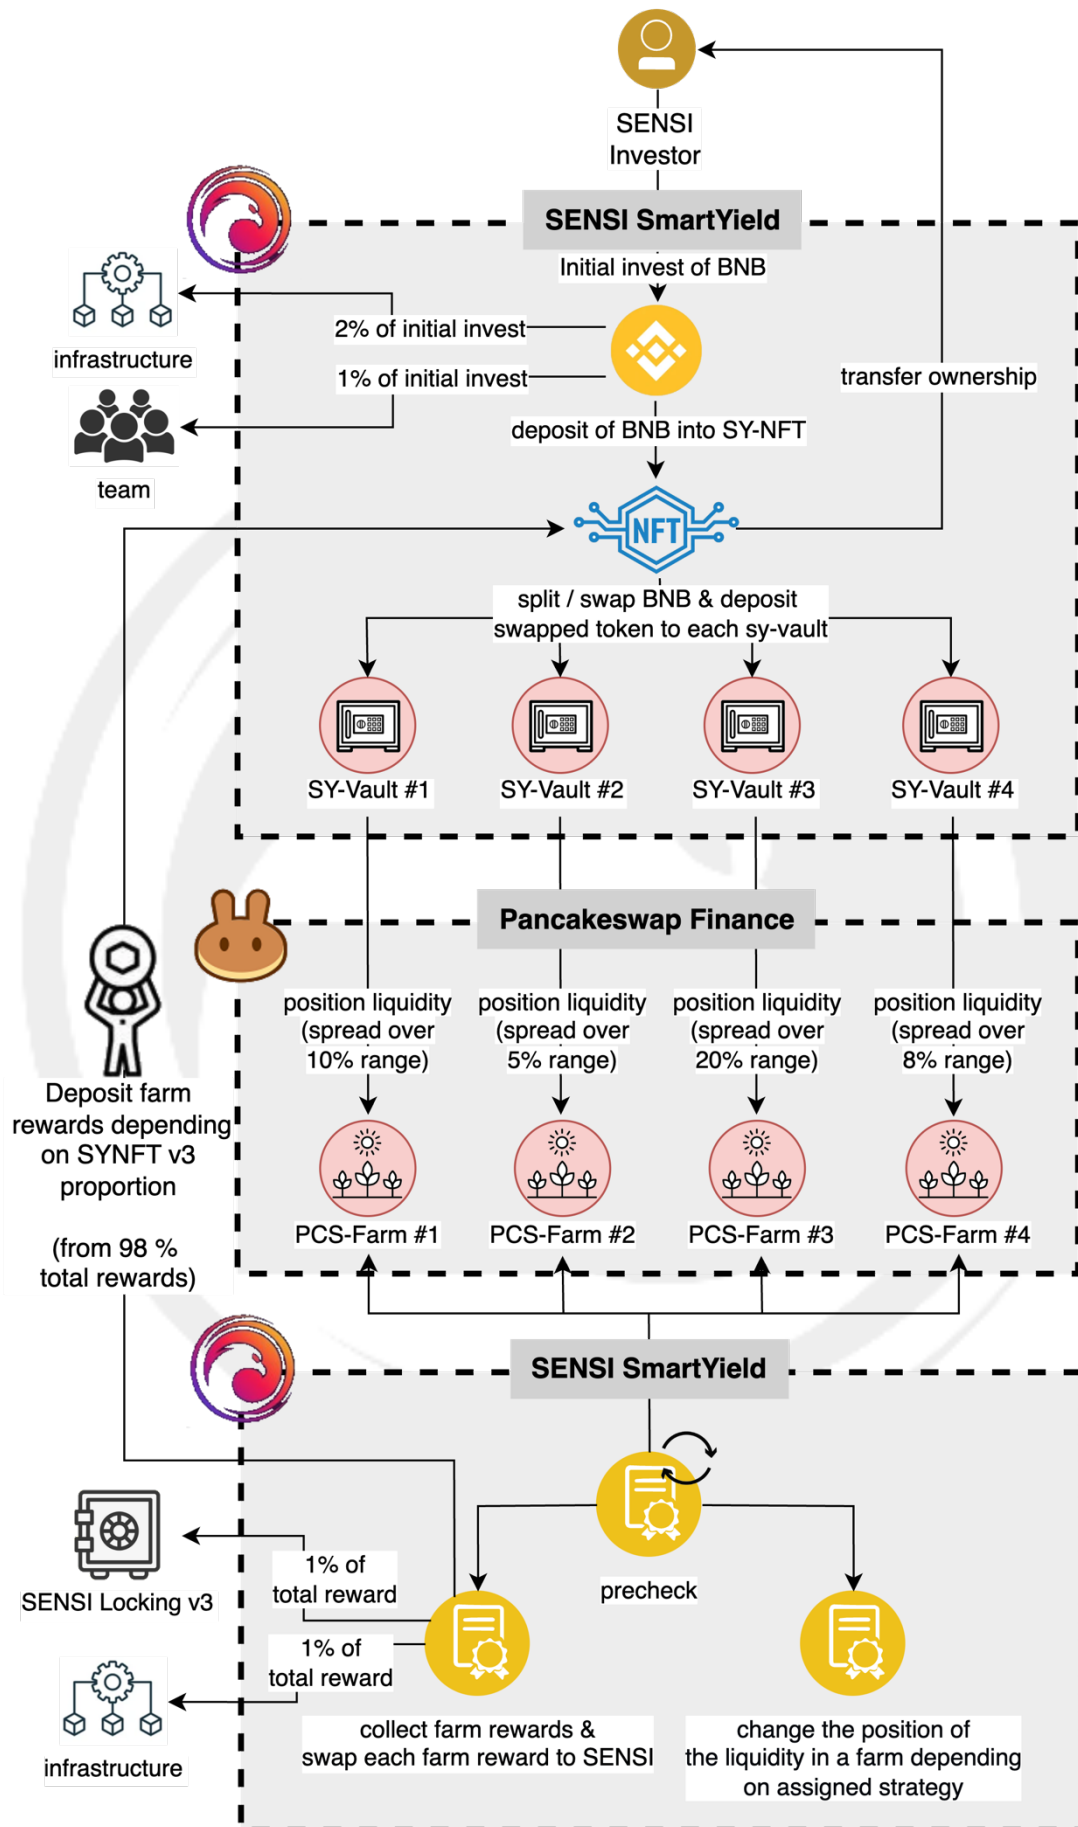 SENSI
Investor
SENSI SmartYield
Initial invest of BNB
2% of initial invest
infrastructure
1% of initial invest
transfer ownership
deposit of BNB into SY-NFT
team
NFT
split / swap BNB & deposit
swapped token to each sy-vault
SY-Vault #1
SY-Vault #2
SY-Vault #3
SY-Vault #4
Pancakeswap Finance
position liquidity
(spread over
10% range)
position liquidity
(spread over
5% range)
position liquidity
(spread over
20% range)
position liquidity
(spread over
8% range)
Deposit farm
rewards depending
on SYNFT v3
proportion
(from 98 %
total rewards)
PCS-Farm #1
PCS-Farm #2
PCS-Farm #3
PCS-Farm #4
SENSI SmartYield
precheck
1% of
total reward
SENSI Locking v3
1% of
total reward
infrastructure
collect farm rewards &
swap each farm reward to SENSI
change the position of
the liquidity in a farm depending
on assigned strategy